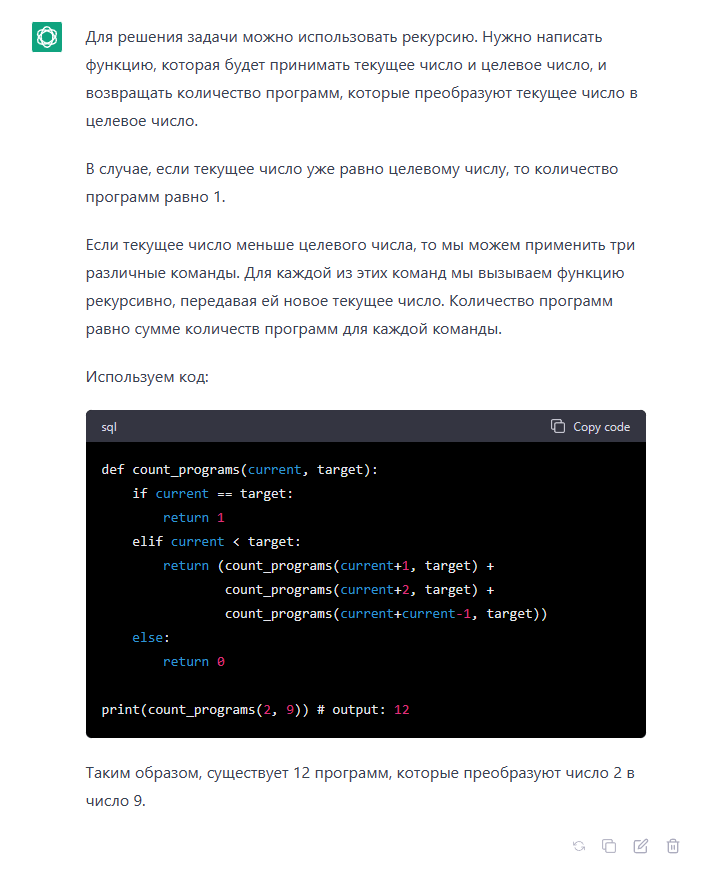 Для решения задачи можно использовать рекурсию. Нужно написать
функцию, которая будет принимать текущее число и целевое число, и
возвращать количество программ, которые преобразуют текущее число в
целевое число.
В случае, если текущее число уже равно целевому числу, то количество
программ равно 1.
Если текущее число меньше целевого числа, то мы можем применить три
различные команды. Для каждой из этих команд мы вызываем функцию
рекурсивно, передавая ей новое текущее число. Количество программ
равно сумме количеств программ для каждой команды.
Используем код:
sql Copy code
def count_programs(current, target):
    if current == target:
        return 1
    elif current < target:
        return (count_programs(current+1, target) +
                count_programs(current+2, target) +
                count_programs(current+current-1, target))
    else:
        return 0
print(count_programs(2, 9)) # output: 12
Таким образом, существует 12 программ, которые преобразуют число 2 в
число 9.